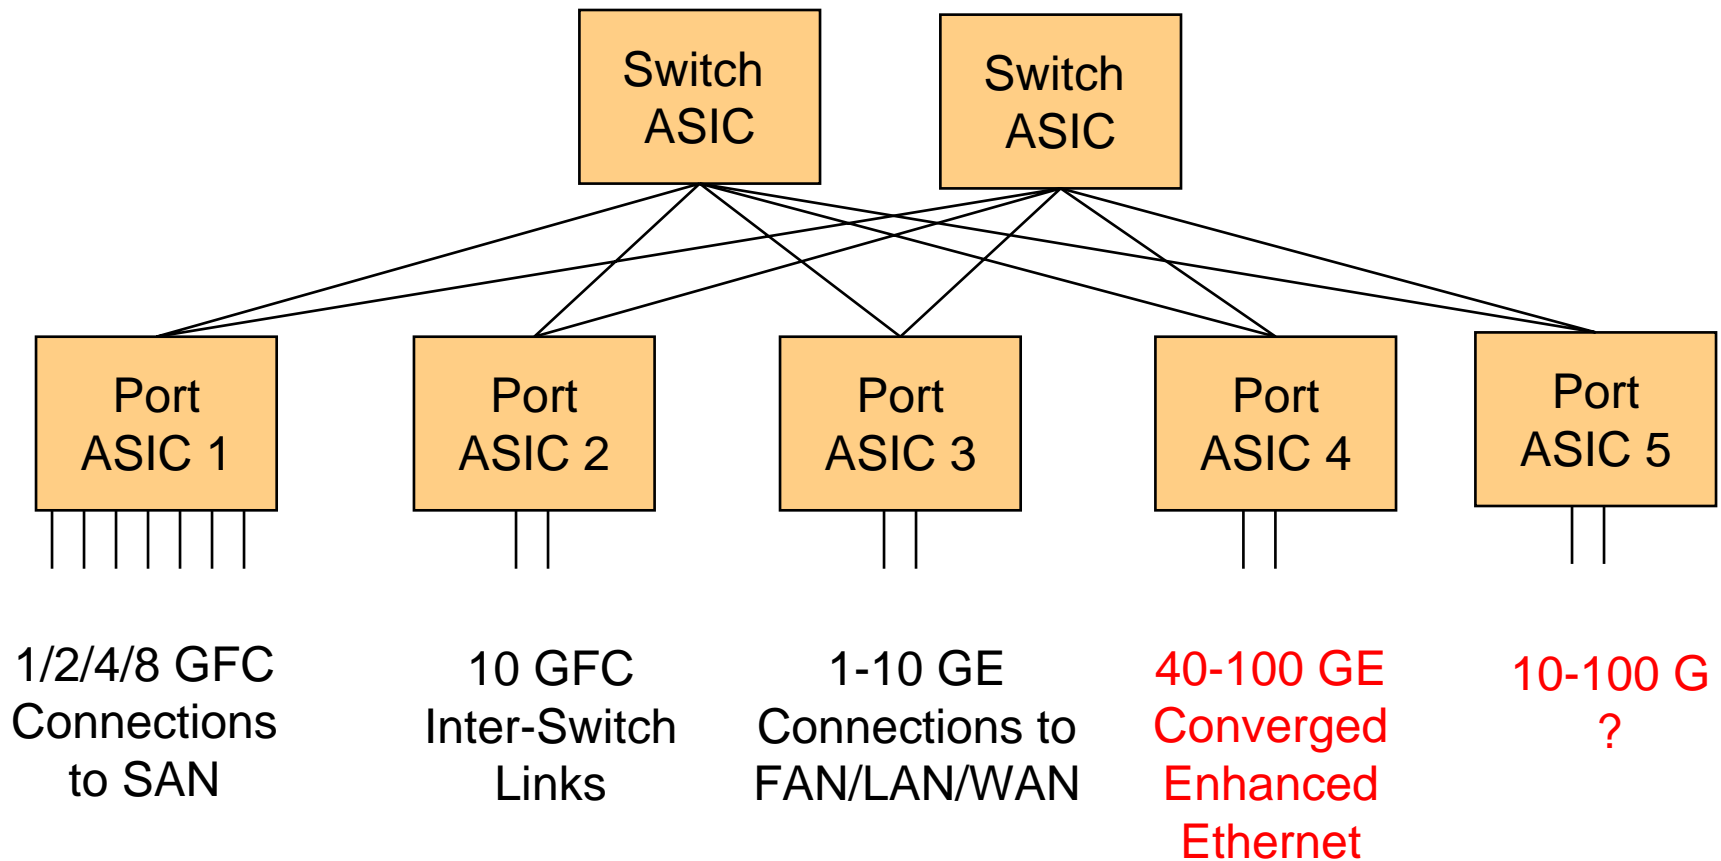 Switch
ASIC
Switch
ASIC
Port
ASIC 1
Port
ASIC 2
Port
ASIC 3
Port
ASIC 4
Port
ASIC 5
1/2/4/8 GFC
Connections
to SAN
10 GFC
Inter-Switch
Links
1-10 GE
Connections to
FAN/LAN/WAN
40-100 GE
Converged
Enhanced
Ethernet
10-100 G
?